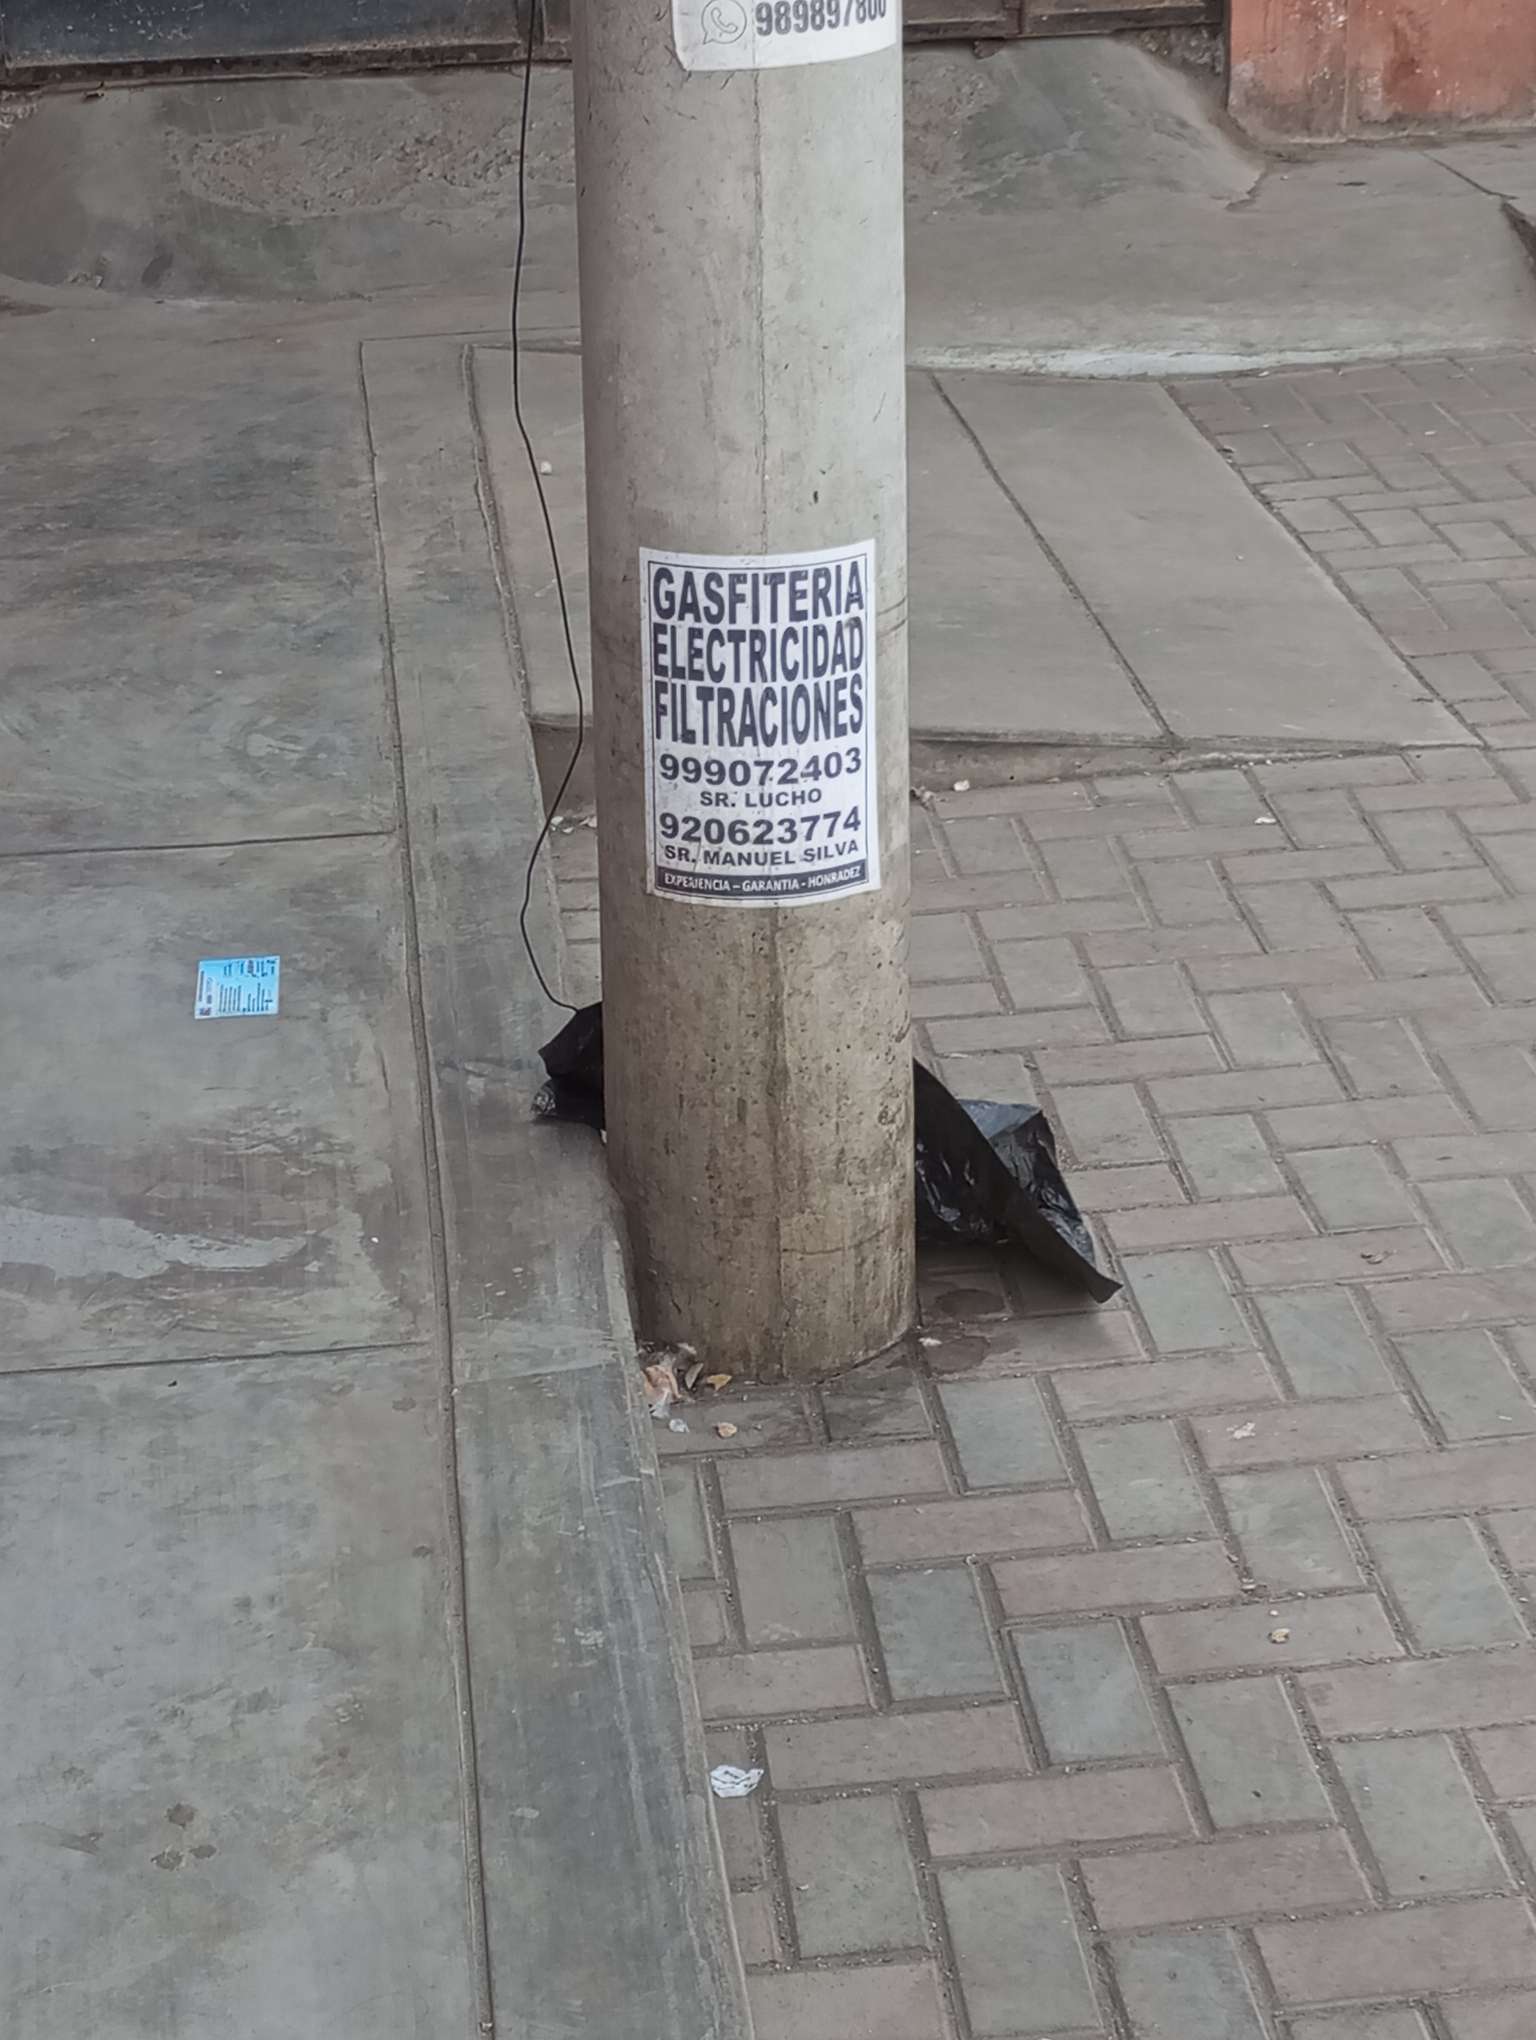 989897800
GASFITERIA
ELECTRICIDAD
FILTRACIONES
999072403
SR. LUCHO
920623774
SR. MANUEL SILVA
EXPERIENCIA – GARANTIA - HONRADEZ